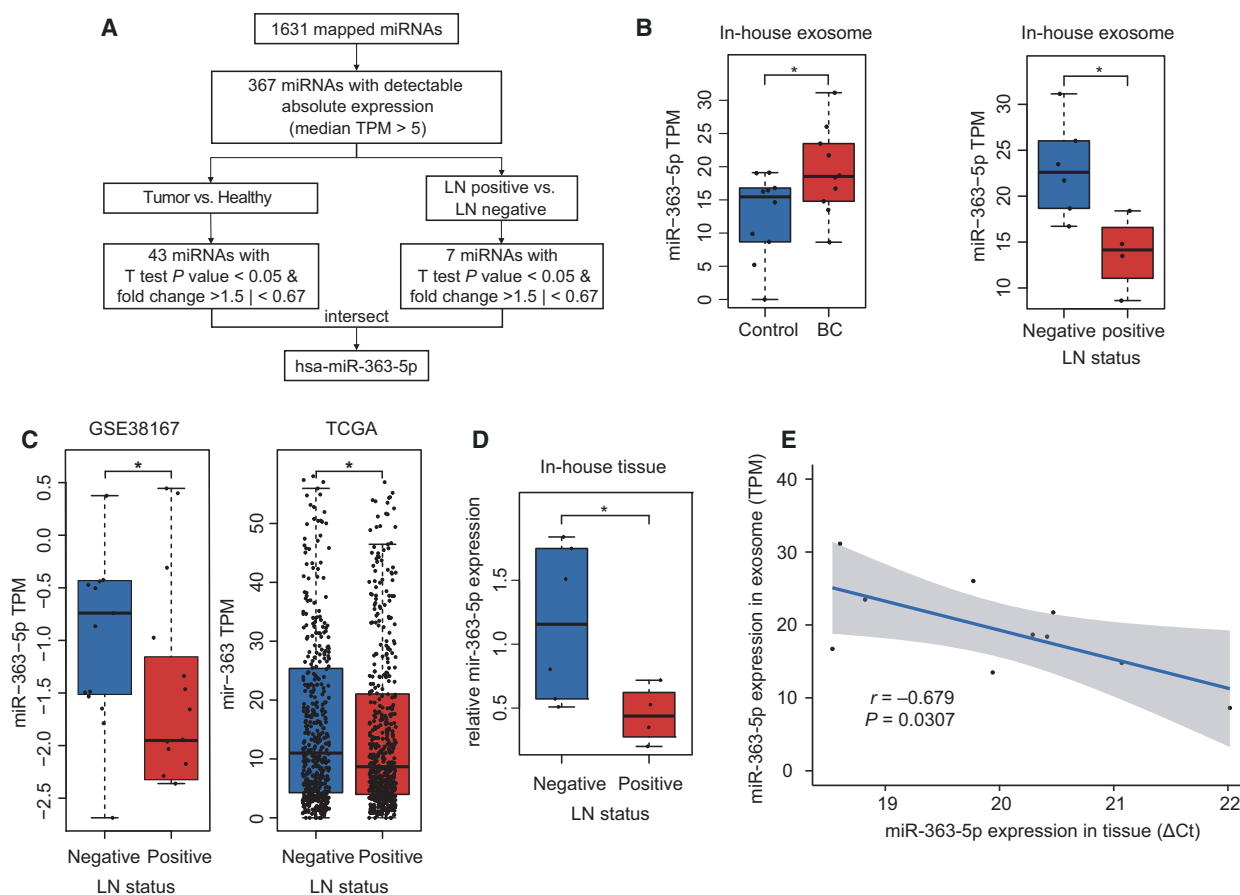 A
1631 mapped miRNAs
367 miRNAs with detectable
absolute expression
(median TPM > 5)
Tumor vs. Healthy
LN positive vs.
LN negative
43 miRNAs with
T test P value < 0.05 &
fold change >1.5 | < 0.67
7 miRNAs with
T test P value < 0.05 &
fold change >1.5 | < 0.67
intersect
hsa-miR-363-5p
B
In-house exosome
*
miR−363−5p TPM
30
25
20
15
10
5
0
Control BC
In-house exosome
*
miR−363−5p TPM
30
25
20
15
10
Negative positive
LN status
C
GSE38167
*
miR−363−5p TPM
0.5
0.0
−0.5
−1.0
−1.5
−2.0
−2.5
Negative Positive
LN status
TCGA
*
mir−363 TPM
50
40
30
20
10
0
Negative Positive
LN status
D
In-house tissue
*
relative mir-363-5p expression
1.5
1.0
0.5
Negative Positive
LN status
E
miR-363-5p expression in exosome (TPM)
40
30
20
10
0
r = –0.679
P = 0.0307
19 20 21 22
miR-363-5p expression in tissue (ΔCt)